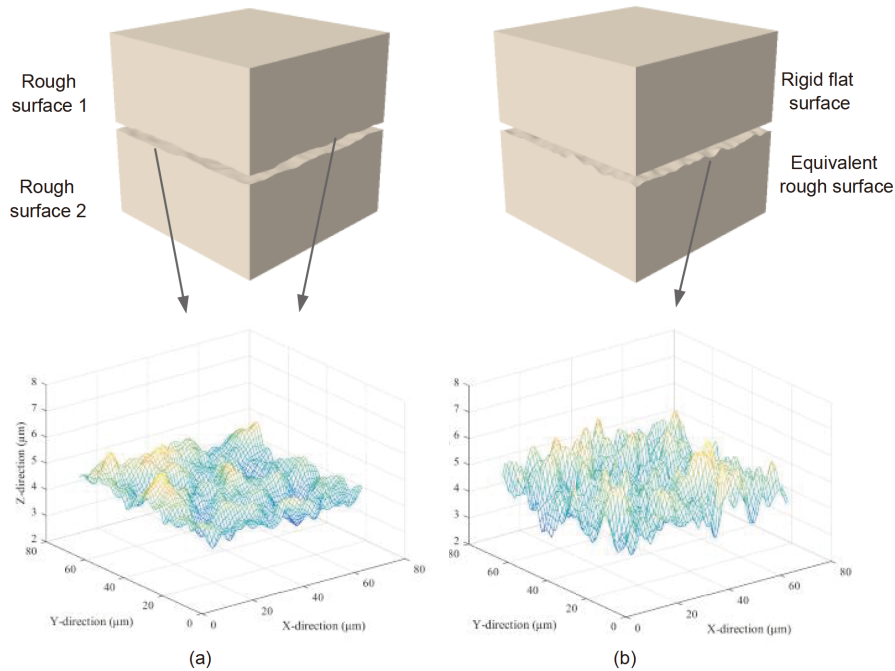 Rough
surface 1
Rough
surface 2
Rigid flat
surface
Equivalent
rough surface
8
7
6
5
4
3
2
Z-direction (μm)
80
60
40
20
0
Y-direction (μm)
0
20
40
60
80
X-direction (μm)
(a)
8
7
6
5
4
3
2
80
60
40
20
0
Y-direction (μm)
0
20
40
60
80
X-direction (μm)
(b)